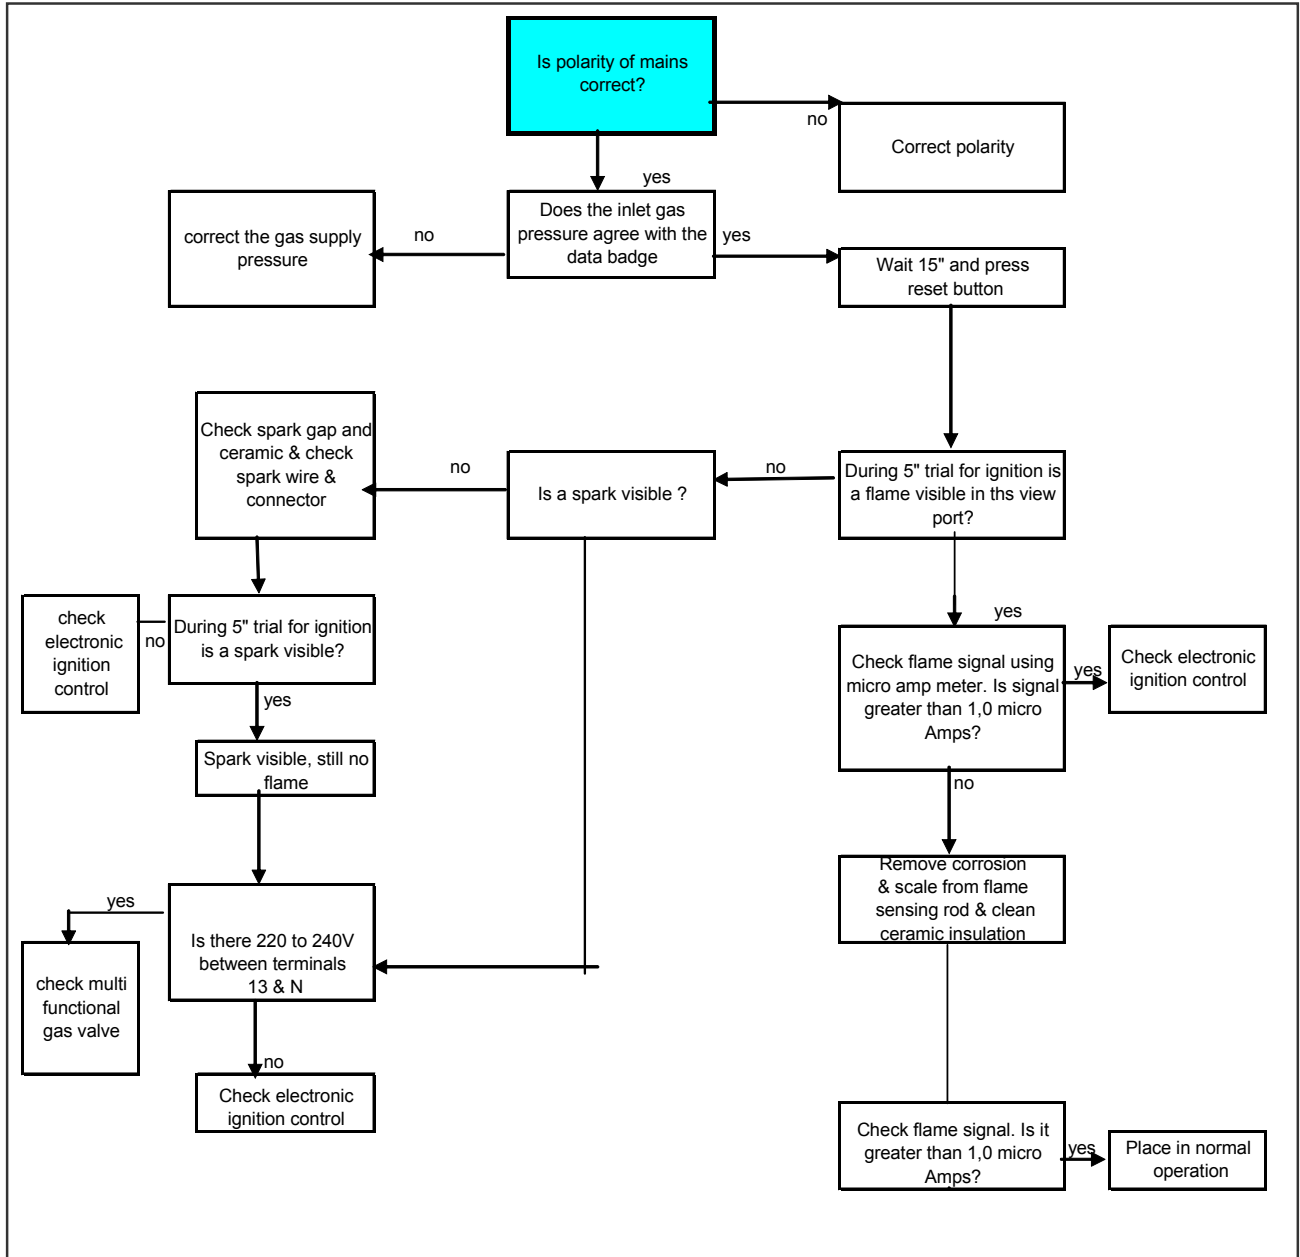 Is polarity of mains
correct?
no
Correct polarity
yes
Does the inlet gas
pressure agree with the
data badge
no
correct the gas supply
pressure
yes
Wait 15" and press
reset button
During 5" trial for ignition is
a flame visible in ths view
port?
no
Is a spark visible ?
no
Check spark gap and
ceramic & check
spark wire &
connector
During 5" trial for ignition
is a spark visible?
no
check
electronic
ignition
control
yes
Spark visible, still no
flame
Is there 220 to 240V
between terminals
13 & N
yes
check multi
functional
gas valve
no
Check electronic
ignition control
yes
Check flame signal using
micro amp meter. Is signal
greater than 1,0 micro
Amps?
yes
Check electronic
ignition control
no
Remove corrosion
& scale from flame
sensing rod & clean
ceramic insulation
Check flame signal. Is it
greater than 1,0 micro
Amps?
yes
Place in normal
operation